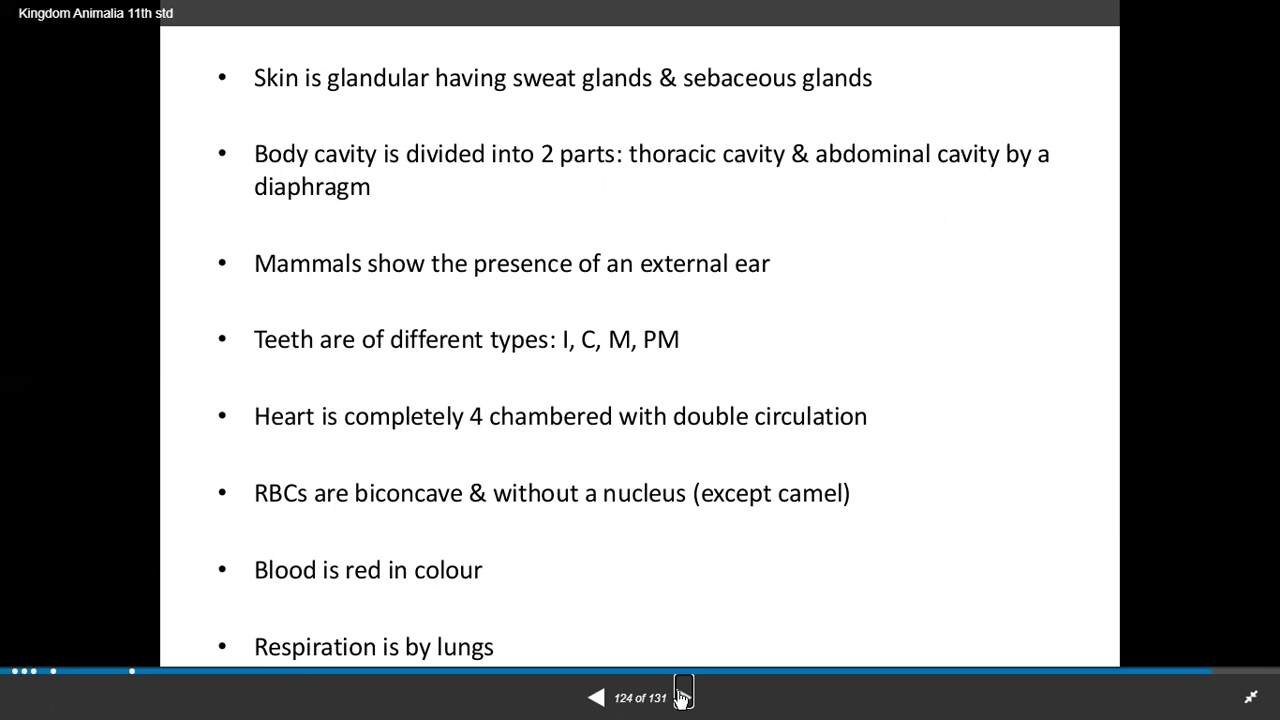 Kingdom Animalia 11th std
• Skin is glandular having sweat glands & sebaceous glands
• Body cavity is divided into 2 parts: thoracic cavity & abdominal cavity by a
diaphragm
• Mammals show the presence of an external ear
• Teeth are of different types: I, C, M, PM
• Heart is completely 4 chambered with double circulation
• RBCs are biconcave & without a nucleus (except camel)
• Blood is red in colour
• Respiration is by lungs
124 of 131